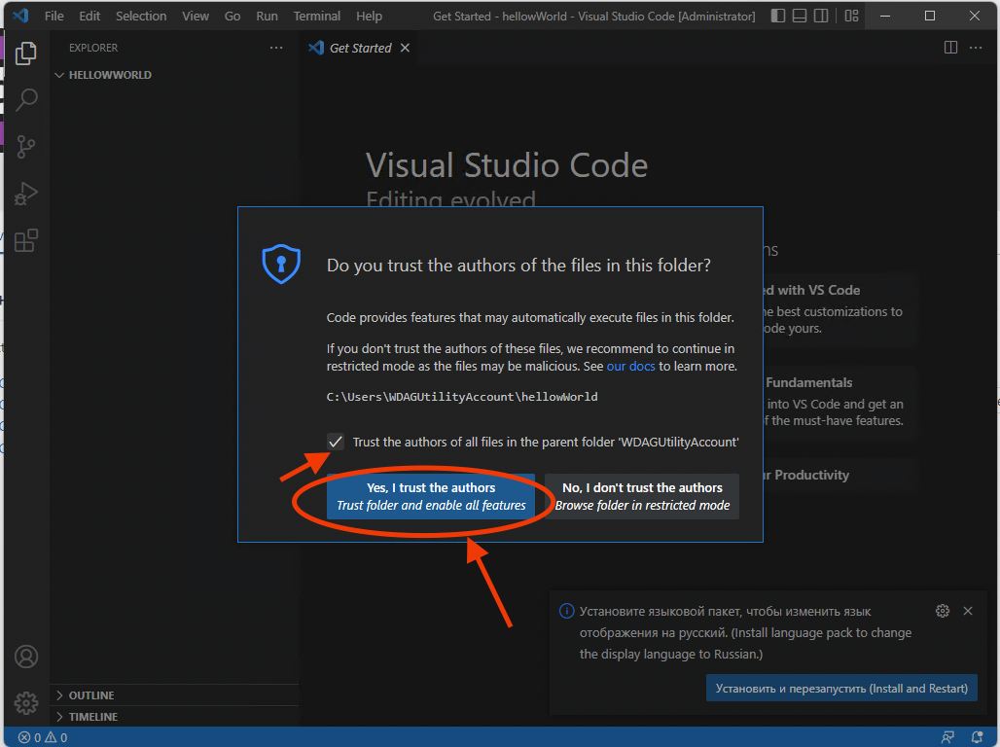 File Edit Selection View Go Run Terminal Help Get Started - hellowWorld - Visual Studio Code [Administrator]
EXPLORER
Get Started
HELLOWWORLD
Visual Studio Code
Editing evolved
Do you trust the authors of the files in this folder?
Code provides features that may automatically execute files in this folder.
If you don't trust the authors of these files, we recommend to continue in
restricted mode as the files may be malicious. See our docs to learn more.
C:\Users\WDAGUtilityAccount\hellowWorld
Trust the authors of all files in the parent folder 'WDAGUtilityAccount'
Yes, I trust the authors
Trust folder and enable all features
No, I don't trust the authors
Browse folder in restricted mode
with VS Code
best customizations to
yours.
Fundamentals
into VS Code and get an
the must-have features.
Productivity
Установите языковой пакет, чтобы изменить язык
отображения на русский. (Install language pack to change
the display language to Russian.)
Установить и перезапустить (Install and Restart)
OUTLINE
TIMELINE
0 0